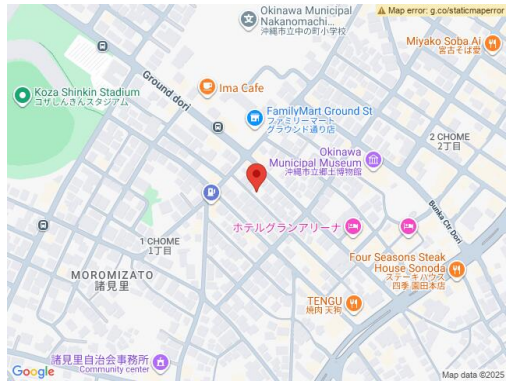 Okinawa Municipal
Nakanomachi...
沖縄市立中の町小学校
Map error: g.co/staticmaperror
Miyako Soba Ai
宮古そば愛
Koza Shinkin Stadium
コザしんきんスタジアム
Ground dori
Ima Cafe
FamilyMart Ground St
ファミリーマート
グラウンド通り店
2 CHOME
2丁目
Okinawa
Municipal Museum
沖縄市立郷土博物館
Bunka Ctr Dori
ホテルグランアリーナ
1 CHOME
1丁目
MOROMIZATO
諸見里
Four Seasons Steak
House Sonoda
ステーキハウス
四季 園田本店
TENGU
焼肉 天狗
諸見里自治会事務所
Community center
Google
Map data ©2025